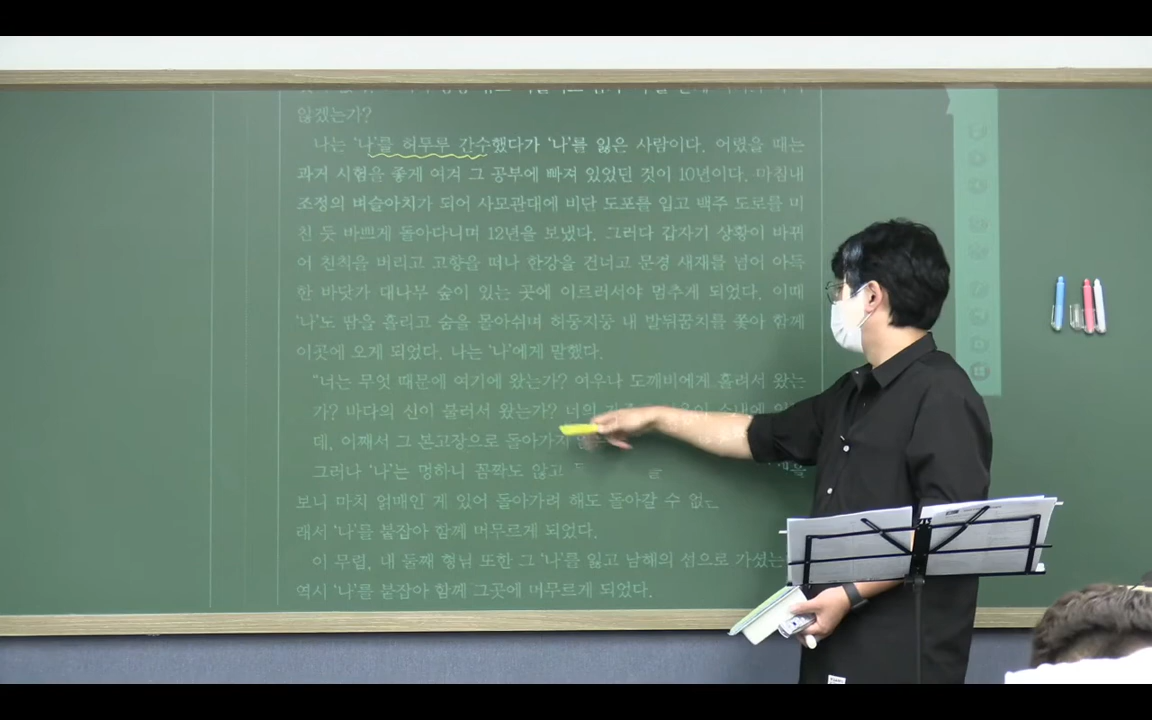 않겠는가?
나는 ‘나’를 허투루 간수했다가 ‘나’를 잃은 사람이다. 어렸을 때는
과거 시험을 좋게 여겨 그 공부에 빠져 있었던 것이 10년이다. 마침내
조정의 벼슬아치가 되어 사모관대에 비단 도포를 입고 백주 도로를 미
친 듯 바쁘게 돌아다니며 12년을 보냈다. 그러다 갑자기 상황이 바뀌
어 친척을 버리고 고향을 떠나 한강을 건너고 문경 새재를 넘어 아득
한 바닷가 대나무 숲이 있는 곳에 이르러서야 멈추게 되었다. 이때
‘나’도 땀을 흘리고 숨을 몰아쉬며 허둥지둥 내 발뒤꿈치를 쫓아 함께
이곳에 오게 되었다. 나는 ‘나’에게 말했다.
“너는 무엇 때문에 여기에 왔는가? 여우나 도깨비에게 홀려서 왔는
가? 바다의 신이 불러서 왔는가? 너의
데, 어째서 그 본고장으로 돌아가지
그러나 ‘나’는 멍하니 꼼짝도 않고
보니 마치 얽매인 게 있어 돌아가려 해도 돌아갈 수 없는
래서 ‘나’를 붙잡아 함께 머무르게 되었다.
이 무렵, 내 둘째 형님 또한 그 ‘나’를 잃고 남해의 섬으로 가셨는
역시 ‘나’를 붙잡아 함께 그곳에 머무르게 되었다.